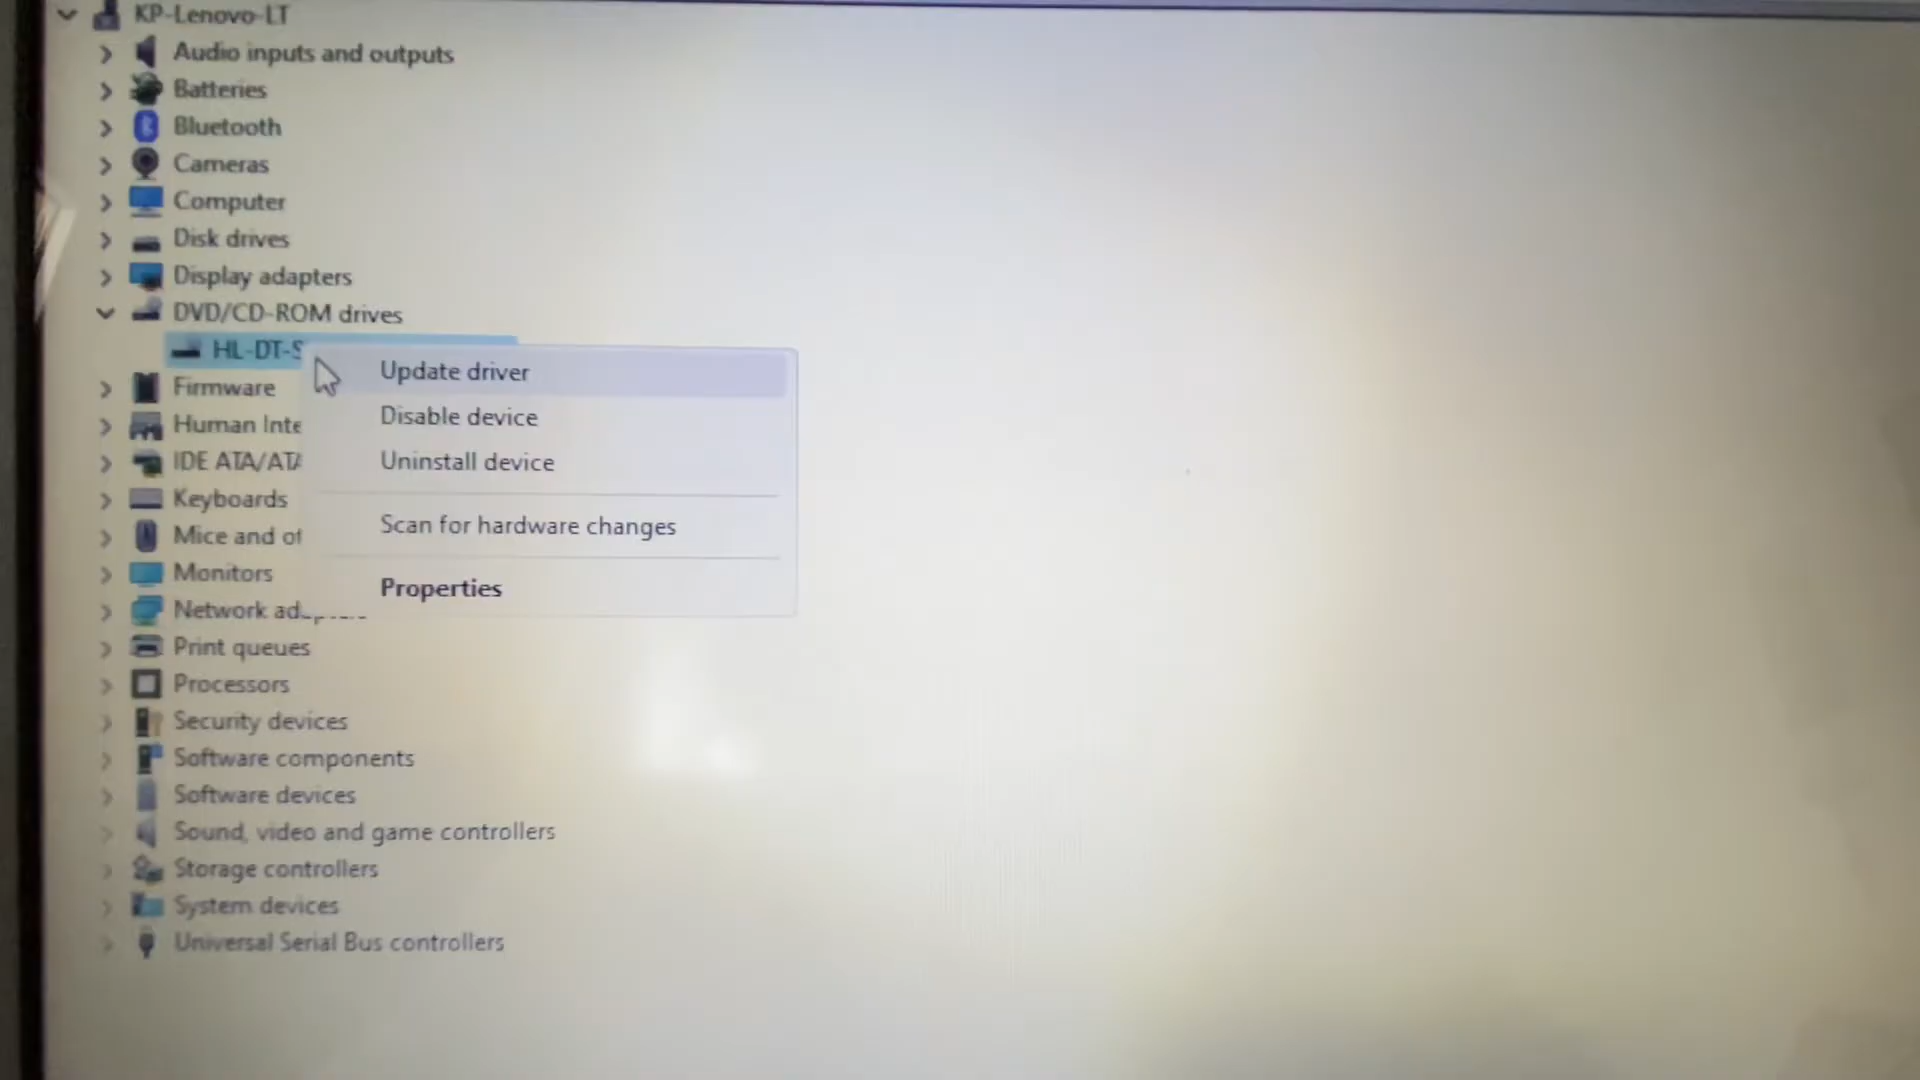 KP-Lenovo-LT
Audio inputs and outputs
Batteries
Bluetooth
Cameras
Computer
Disk drives
Display adapters
DVD/CD-ROM drives
HL-DT-S
Update driver
Firmware
Disable device
Human Inte
Uninstall device
IDE ATA/ATA
Keyboards
Scan for hardware changes
Mice and ot
Monitors
Properties
Network
Print queues
Processors
Security devices
Software components
Software devices
Sound, video and game controllers
Storage controllers
System devices
Universal Serial Bus controllers